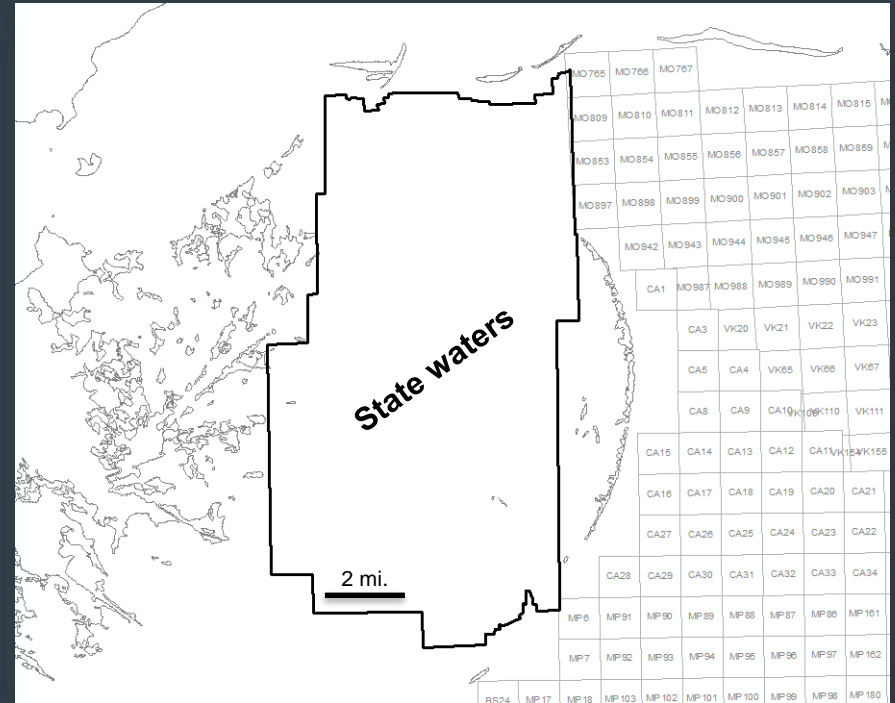 MO765 MO766 MO767
MO809 MO810 MO811 MO812 MO813 MO814 MO815
MO853 MO854 MO855 MO856 MO857 MO858 MO859
MO897 MO898 MO899 MO900 MO901 MO902 MO903
MO942 MO943 MO944 MO945 MO946 MO947
CA1 MO987 MO988 MO989 MO990 MO991
CA3 VK20 VK21 VK22 VK23
State waters
CA5 CA4 VK65 VK66 VK67
CA8 CA9 CA10 VK110 VK111
CA15 CA14 CA13 CA12 CA11 VK154 VK155
CA16 CA17 CA18 CA19 CA20 CA21
CA27 CA26 CA25 CA24 CA23 CA22
2 mi.
CA28 CA29 CA30 CA31 CA32 CA33 CA34
MP6 MP91 MP90 MP89 MP88 MP87 MP86 MP161
MP7 MP92 MP93 MP94 MP95 MP96 MP97 MP162
BS24 MP17 MP18 MP103 MP102 MP101 MP100 MP99 MP98 MP180